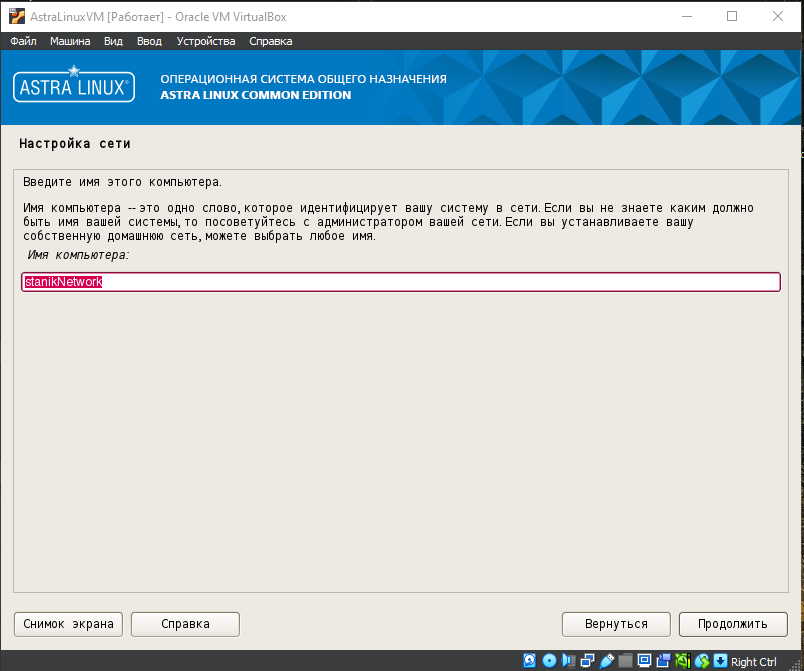 AstraLinuxVM [Работает] - Oracle VM VirtualBox
Файл Машина Вид Ввод Устройства Справка
ASTRA LINUX®
ОПЕРАЦИОННАЯ СИСТЕМА ОБЩЕГО НАЗНАЧЕНИЯ
ASTRA LINUX COMMON EDITION
Настройка сети
Введите имя этого компьютера.
Имя компьютера -- это одно слово, которое идентифицирует вашу систему в сети. Если вы не знаете каким должно
быть имя вашей системы, то посоветуйтесь с администратором вашей сети. Если вы устанавливаете вашу
собственную домашнюю сеть, можете выбрать любое имя.
Имя компьютера:
stanikNetwork
Снимок экрана Справка Вернуться Продолжить
Right Ctrl